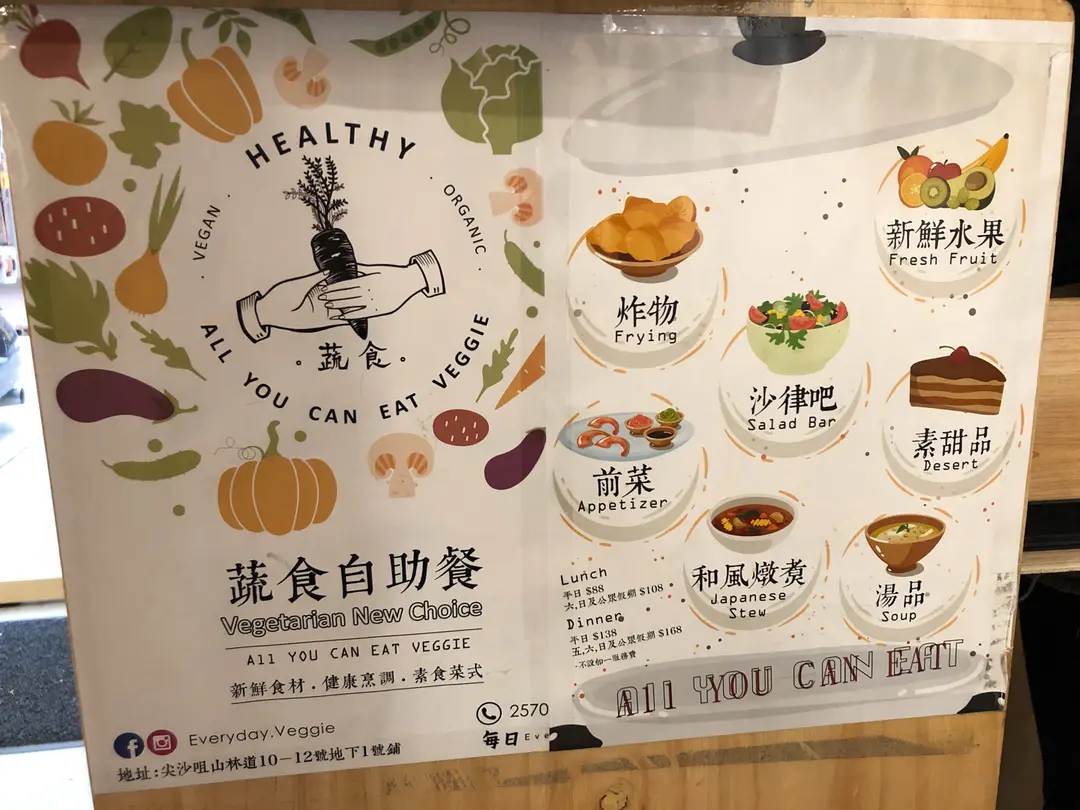 HEALTHY
· VEGAN ·
ORGANIC ·
· 蔬食 ·
ALL YOU CAN EAT VEGGIE
蔬食自助餐
Vegetarian New Choice
All YOU CAN EAT VEGGIE
新鮮食材.健康烹調.素食菜式
Everyday.Veggie
2570
每日 Eve
地址:尖沙咀山林道10-12號地下1號鋪
新鮮水果
Fresh Fruit
炸物
Frying
沙律吧
Salad Bar
素甜品
Desert
前菜
Appetizer
和風燉煮
Japanese
Stew
湯品
Soup
Lunch
平日 $88
六,日及公眾假期 $108
Dinner
平日 $138
五,六,日及公眾假期 $168
-不設加一服務費
All YOU CAN EAT